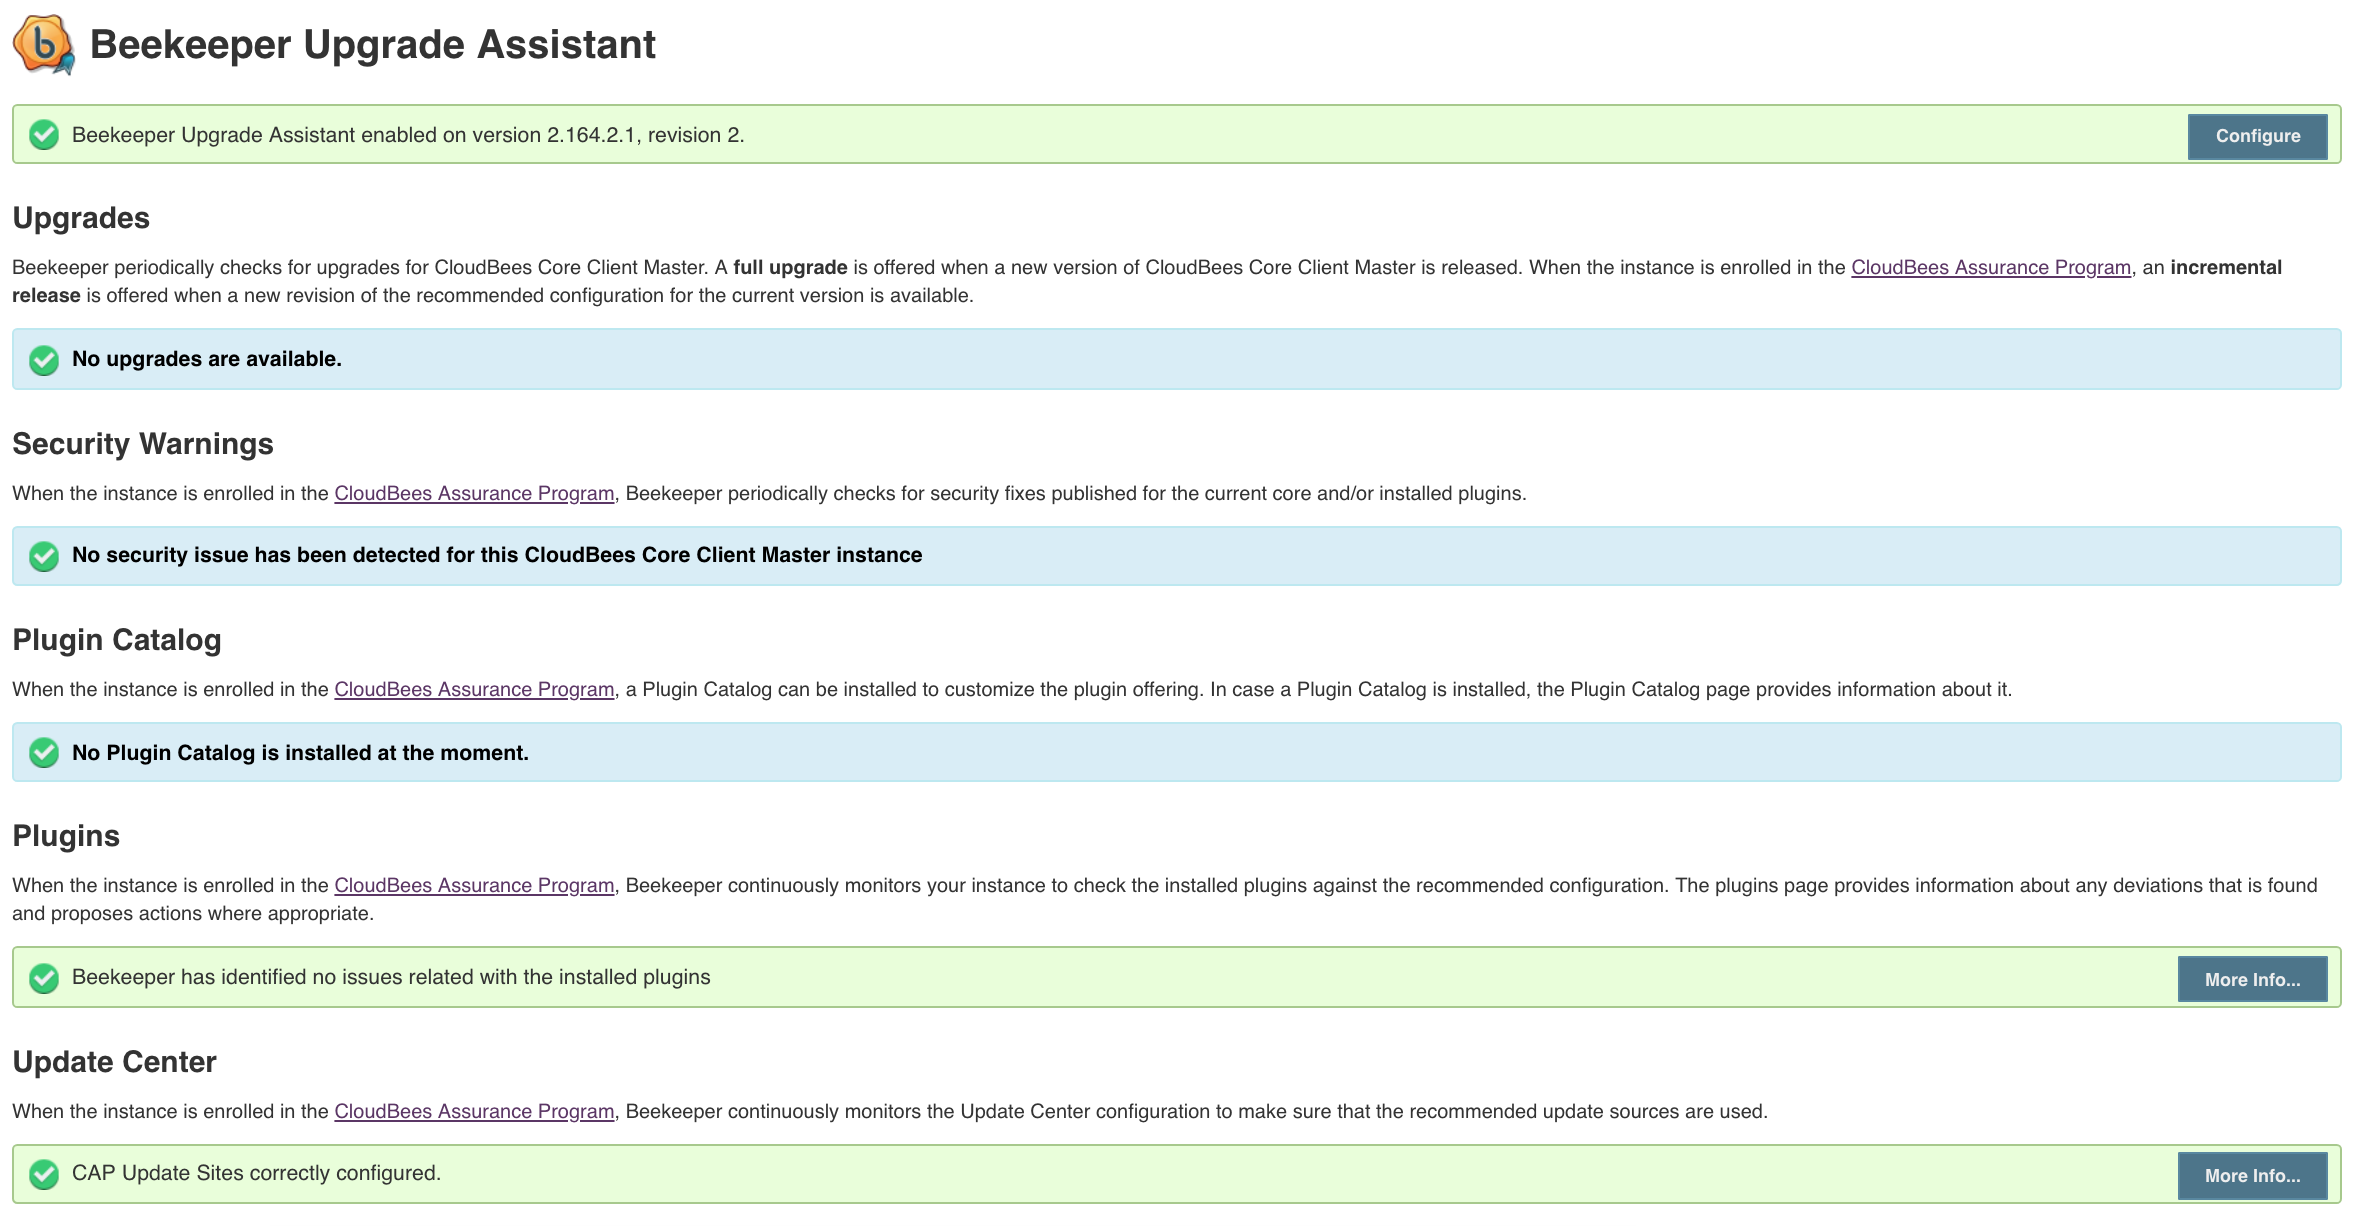 b
Beekeeper Upgrade Assistant
Beekeeper Upgrade Assistant enabled on version 2.164.2.1, revision 2.
Configure
Upgrades
Beekeeper periodically checks for upgrades for CloudBees Core Client Master. A full upgrade is offered when a new version of CloudBees Core Client Master is released. When the instance is enrolled in the CloudBees Assurance Program, an incremental
release is offered when a new revision of the recommended configuration for the current version is available.
No upgrades are available.
Security Warnings
When the instance is enrolled in the CloudBees Assurance Program, Beekeeper periodically checks for security fixes published for the current core and/or installed plugins.
No security issue has been detected for this CloudBees Core Client Master instance
Plugin Catalog
When the instance is enrolled in the CloudBees Assurance Program, a Plugin Catalog can be installed to customize the plugin offering. In case a Plugin Catalog is installed, the Plugin Catalog page provides information about it.
No Plugin Catalog is installed at the moment.
Plugins
When the instance is enrolled in the CloudBees Assurance Program, Beekeeper continuously monitors your instance to check the installed plugins against the recommended configuration. The plugins page provides information about any deviations that is found
and proposes actions where appropriate.
Beekeeper has identified no issues related with the installed plugins
More Info...
Update Center
When the instance is enrolled in the CloudBees Assurance Program, Beekeeper continuously monitors the Update Center configuration to make sure that the recommended update sources are used.
CAP Update Sites correctly configured.
More Info...